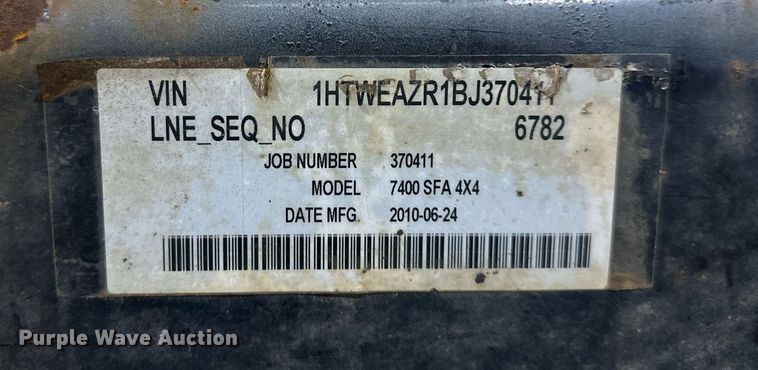 VIN 1HTWEAZR1BJ370411
LNE_SEQ_NO 6782
JOB NUMBER 370411
MODEL 7400 SFA 4X4
DATE MFG. 2010-06-24
Purple Wave Auction